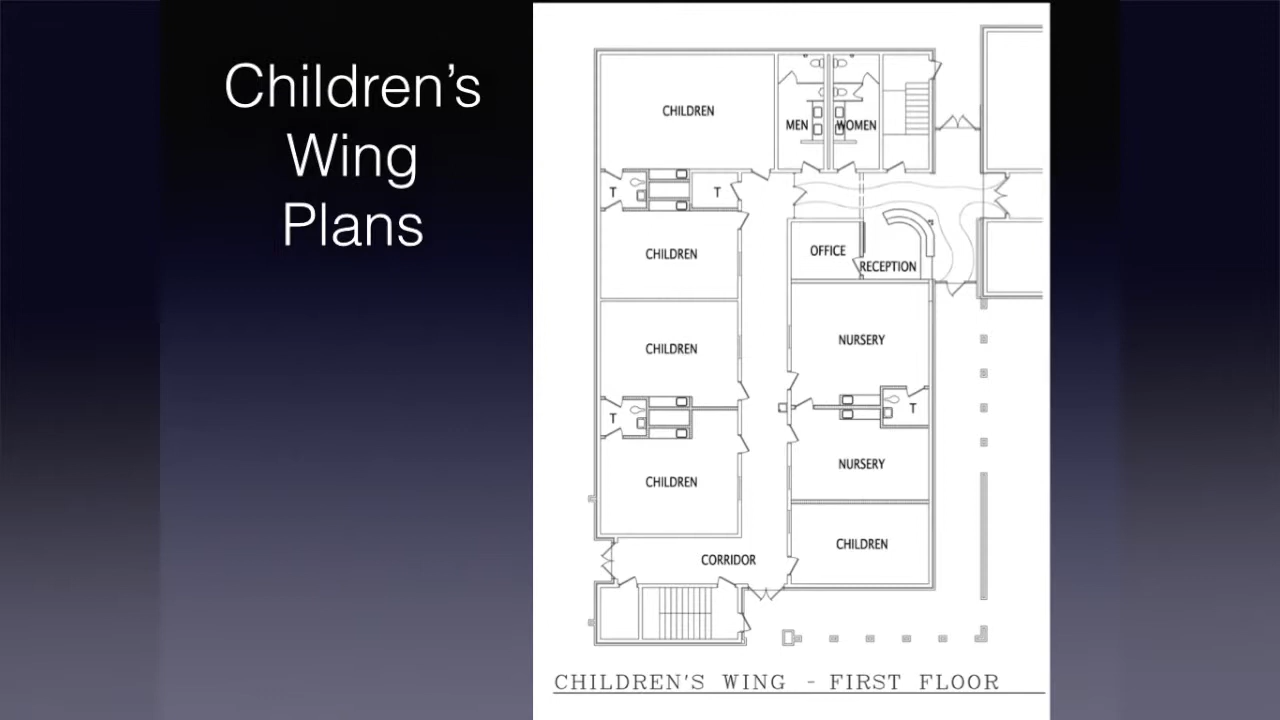 Children's
Wing
Plans
CHILDREN
MEN
WOMEN
T
T
CHILDREN
OFFICE
RECEPTION
CHILDREN
NURSERY
T
T
CHILDREN
NURSERY
CHILDREN
CORRIDOR
CHILDREN'S WING - FIRST FLOOR